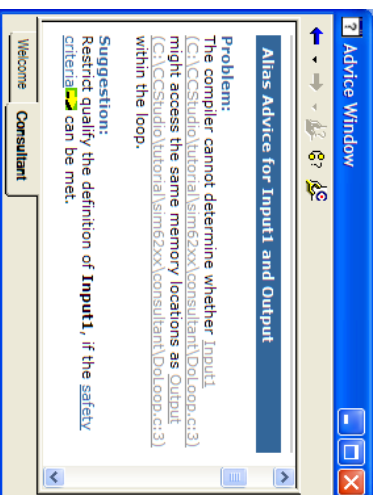 Advice Window
Alias Advice for Input1 and Output
Problem:
The compiler cannot determine whether Input1
(C:\CCStudio\tutorial\sim62xx\consultant\DoLoop.c:3)
might access the same memory locations as Output
(C:\CCStudio\tutorial\sim62xx\consultant\DoLoop.c:3)
within the loop.
Suggestion:
Restrict qualify the definition of Input1, if the safety
criteria can be met.
Welcome Consultant